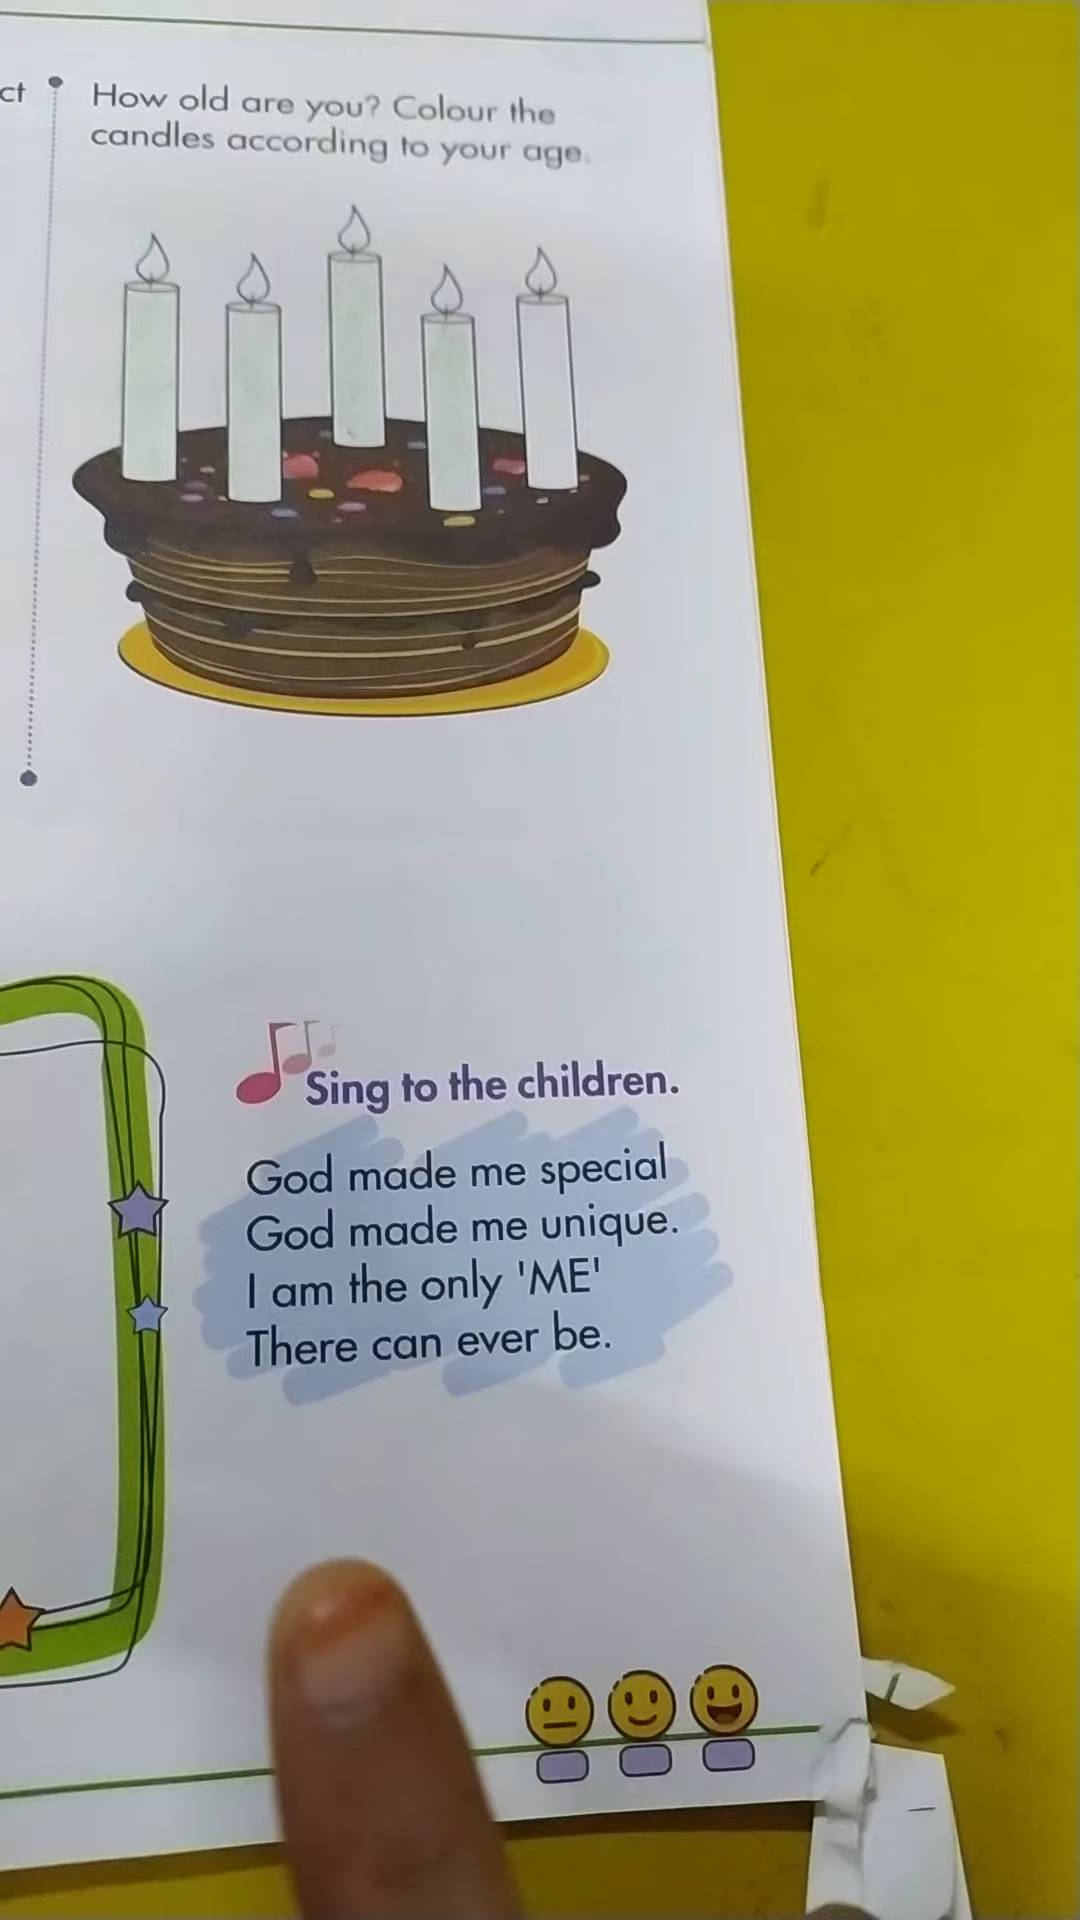 ct
How old are you? Colour the
candles according to your age.
Sing to the children.
God made me special
God made me unique.
I am the only 'ME'
There can ever be.